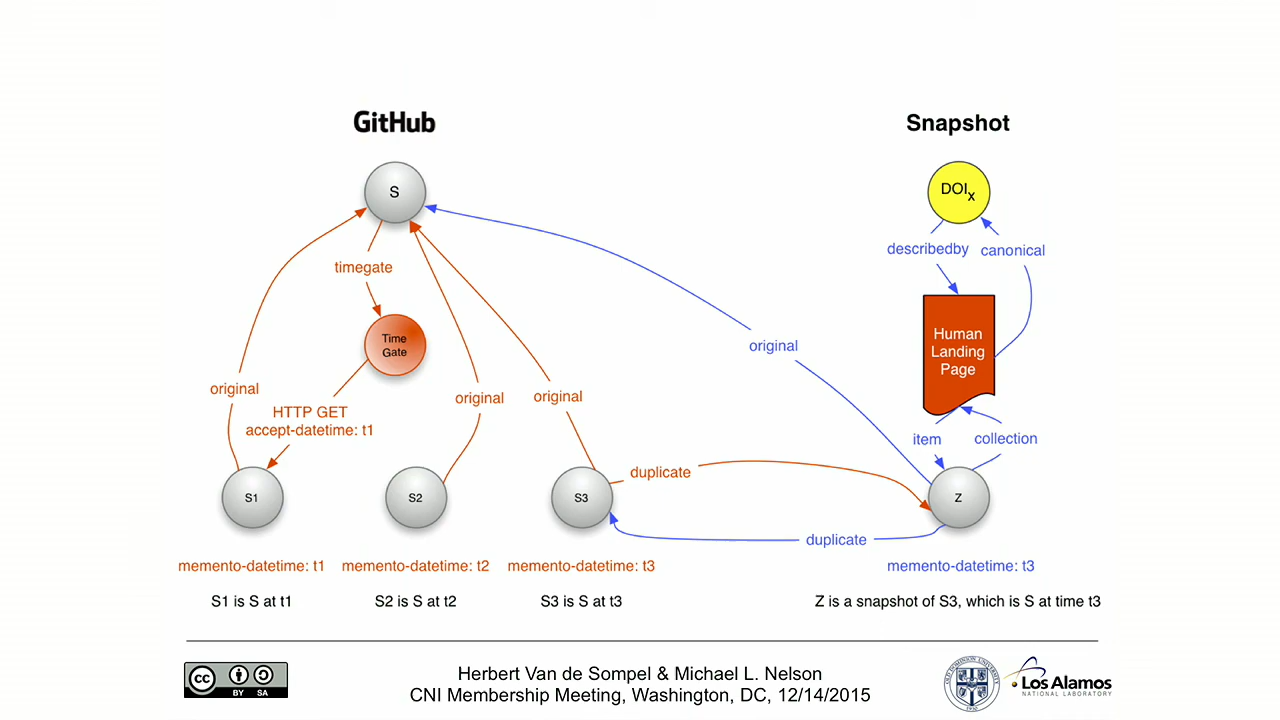 GitHub
Snapshot
S
DOIx
timegate
describedby
canonical
Time
Gate
Human
Landing
Page
original
original
HTTP GET
accept-datetime: t1
original
original
item
collection
S1
S2
S3
duplicate
Z
duplicate
memento-datetime: t1
memento-datetime: t2
memento-datetime: t3
memento-datetime: t3
S1 is S at t1
S2 is S at t2
S3 is S at t3
Z is a snapshot of S3, which is S at time t3
cc
BY SA
Herbert Van de Sompel & Michael L. Nelson
CNI Membership Meeting, Washington, DC, 12/14/2015
Los Alamos
NATIONAL LABORATORY